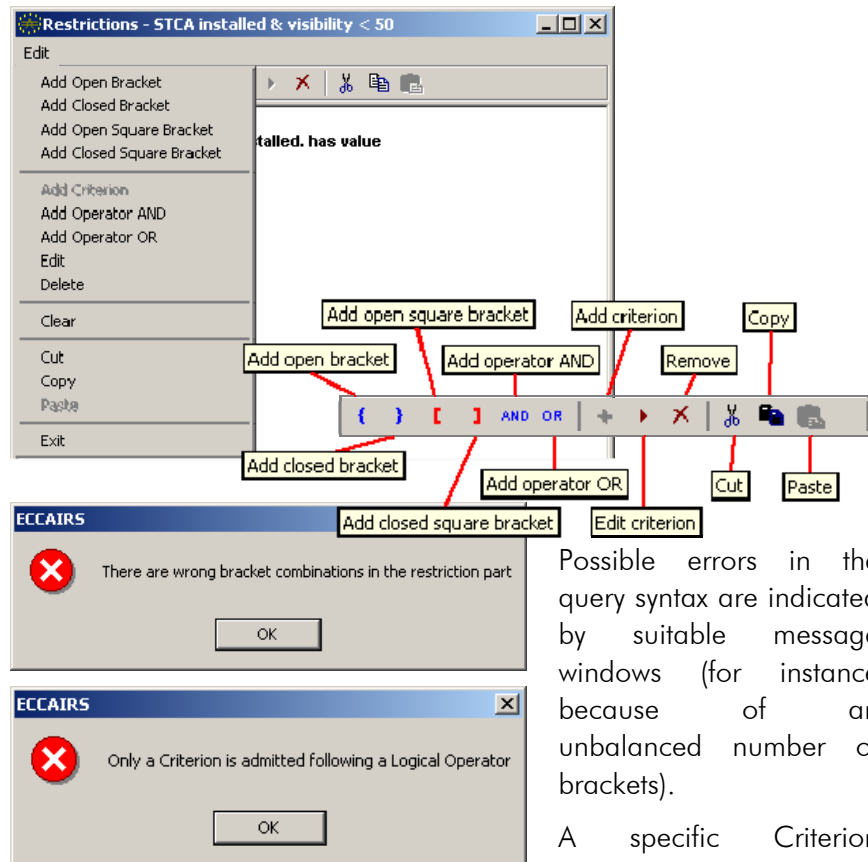 Restrictions - STCA installed & visibility < 50
Edit
Add Open Bracket
Add Closed Bracket
Add Open Square Bracket
Add Closed Square Bracket
talled. has value
Add Criterion
Add Operator AND
Add Operator OR
Edit
Delete
Clear
Cut
Copy
Paste
Exit
Add open square bracket
Add criterion
Copy
Add open bracket
Add operator AND
Remove
{ } [ ] AND OR
Add closed bracket
Add operator OR
Cut
Paste
Add closed square bracket
Edit criterion
ECCAIRS
There are wrong bracket combinations in the restriction part
OK
ECCAIRS
Only a Criterion is admitted following a Logical Operator
OK
Possible errors in the
query syntax are indicated
by suitable message
windows (for instance
because of an
unbalanced number of
brackets).
A specific Criterion